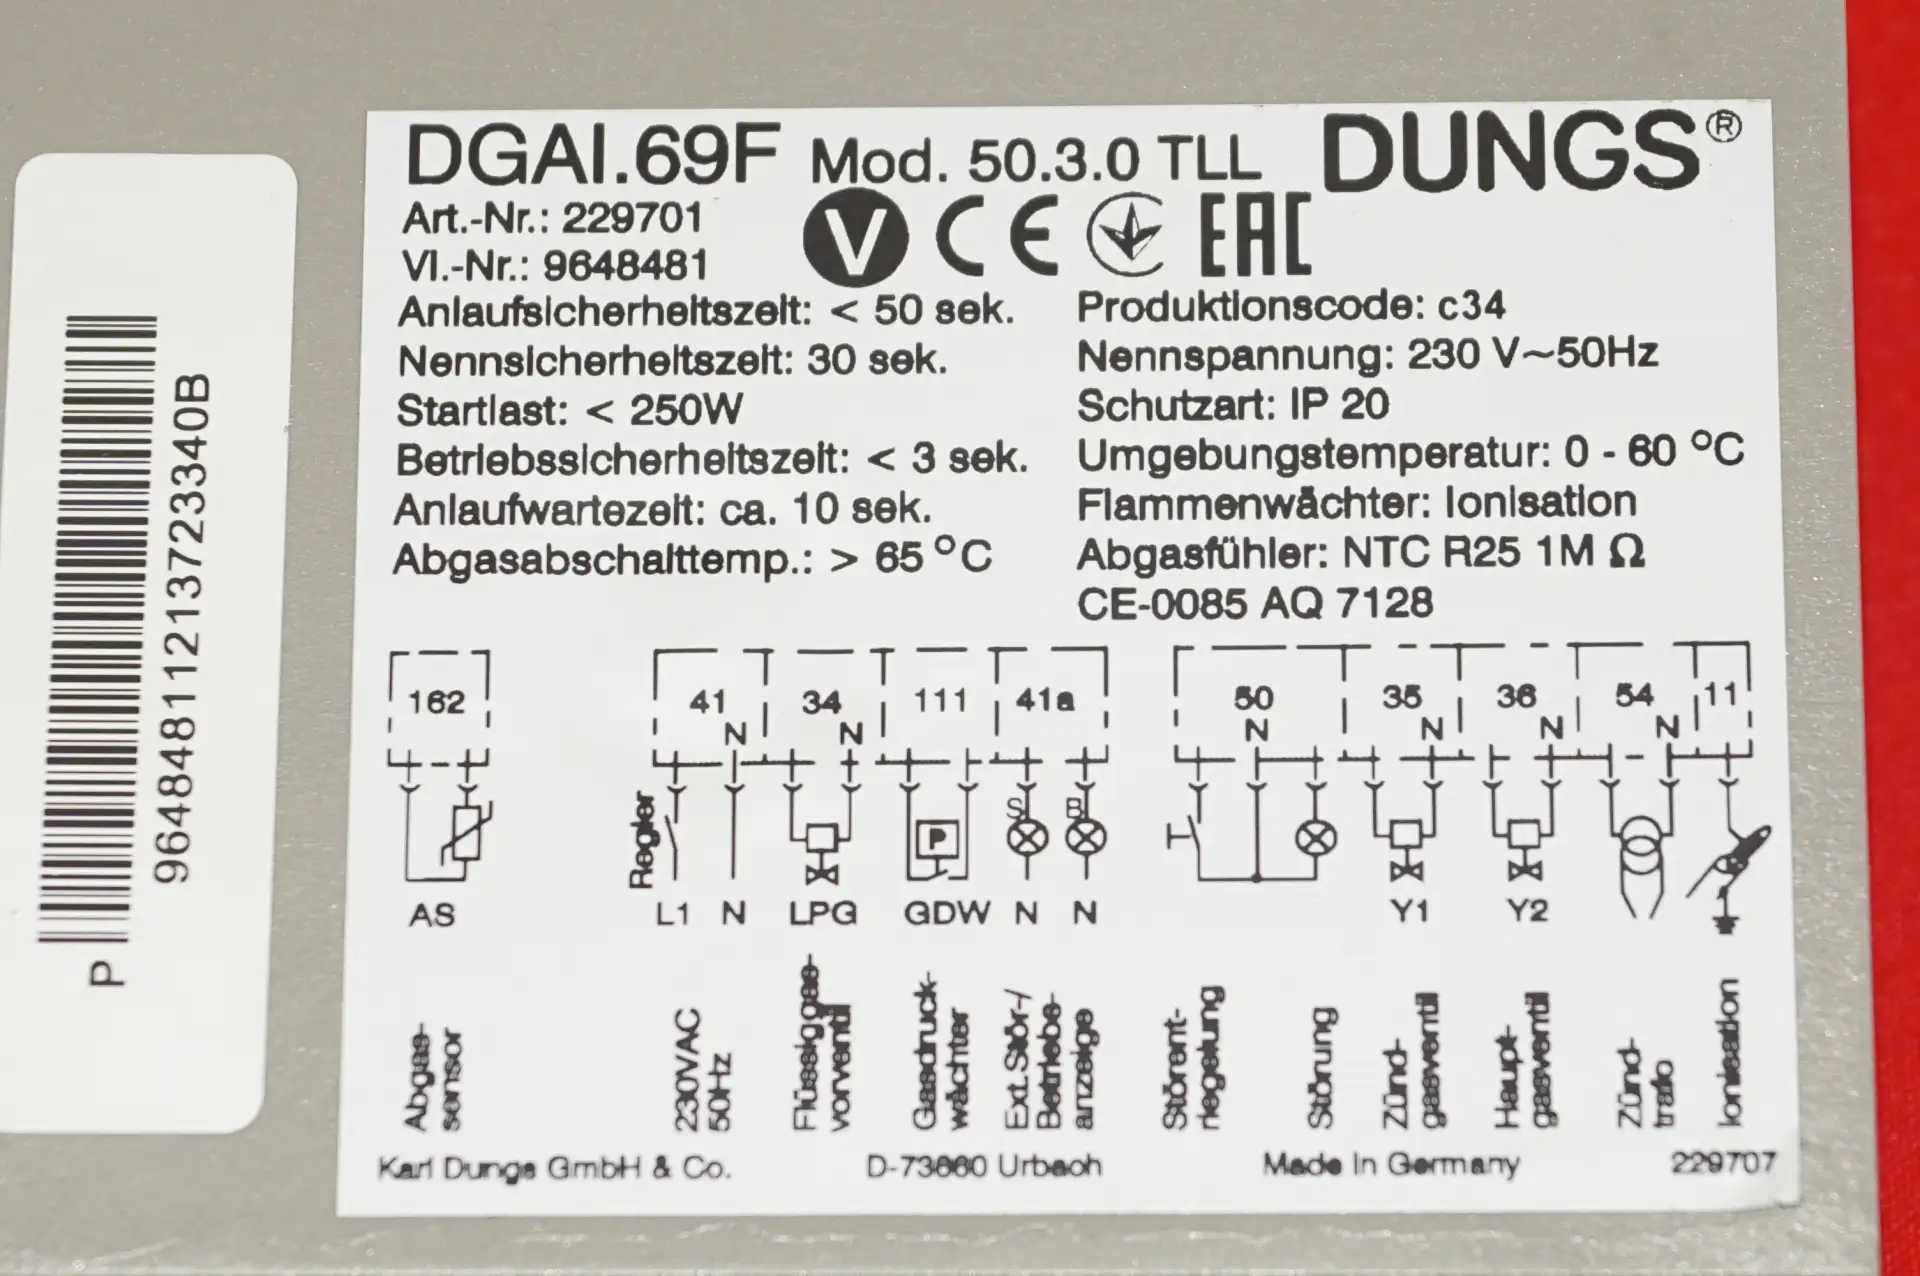 DGAI.69F Mod. 50.3.0 TLL DUNGS®
Art.-Nr.: 229701
VI.-Nr.: 9648481
V CE EAC
Anlaufsicherheitszeit: < 50 sek.
Nennsicherheitszeit: 30 sek.
Startlast: < 250W
Betriebssicherheitszeit: < 3 sek.
Anlaufwartezeit: ca. 10 sek.
Abgasabschalttemp.: > 65 °C
Produktionscode: c34
Nennspannung: 230 V~50Hz
Schutzart: IP 20
Umgebungstemperatur: 0 - 60 °C
Flammenwächter: Ionisation
Abgasfühler: NTC R25 1M Ω
CE-0085 AQ 7128
162 41 34 111 41a 50 35 36 54 11
N N N N N N
Regler P S B
AS L1 N LPG GDW N N Y1 Y2
Abgas-
sensor
230VAC
50Hz
Flüssiggas-
vorventil
Gasdruck-
wächter
Ext.Stör-/
Betriebs-
anzeige
Störent-
riegelung
Störung
Zünd-
gasventil
Haupt-
gasventil
Zünd-
trafo
Ionisation
Karl Dungs GmbH & Co. D-73660 Urbach Made in Germany 229707
96484811213723340B
P